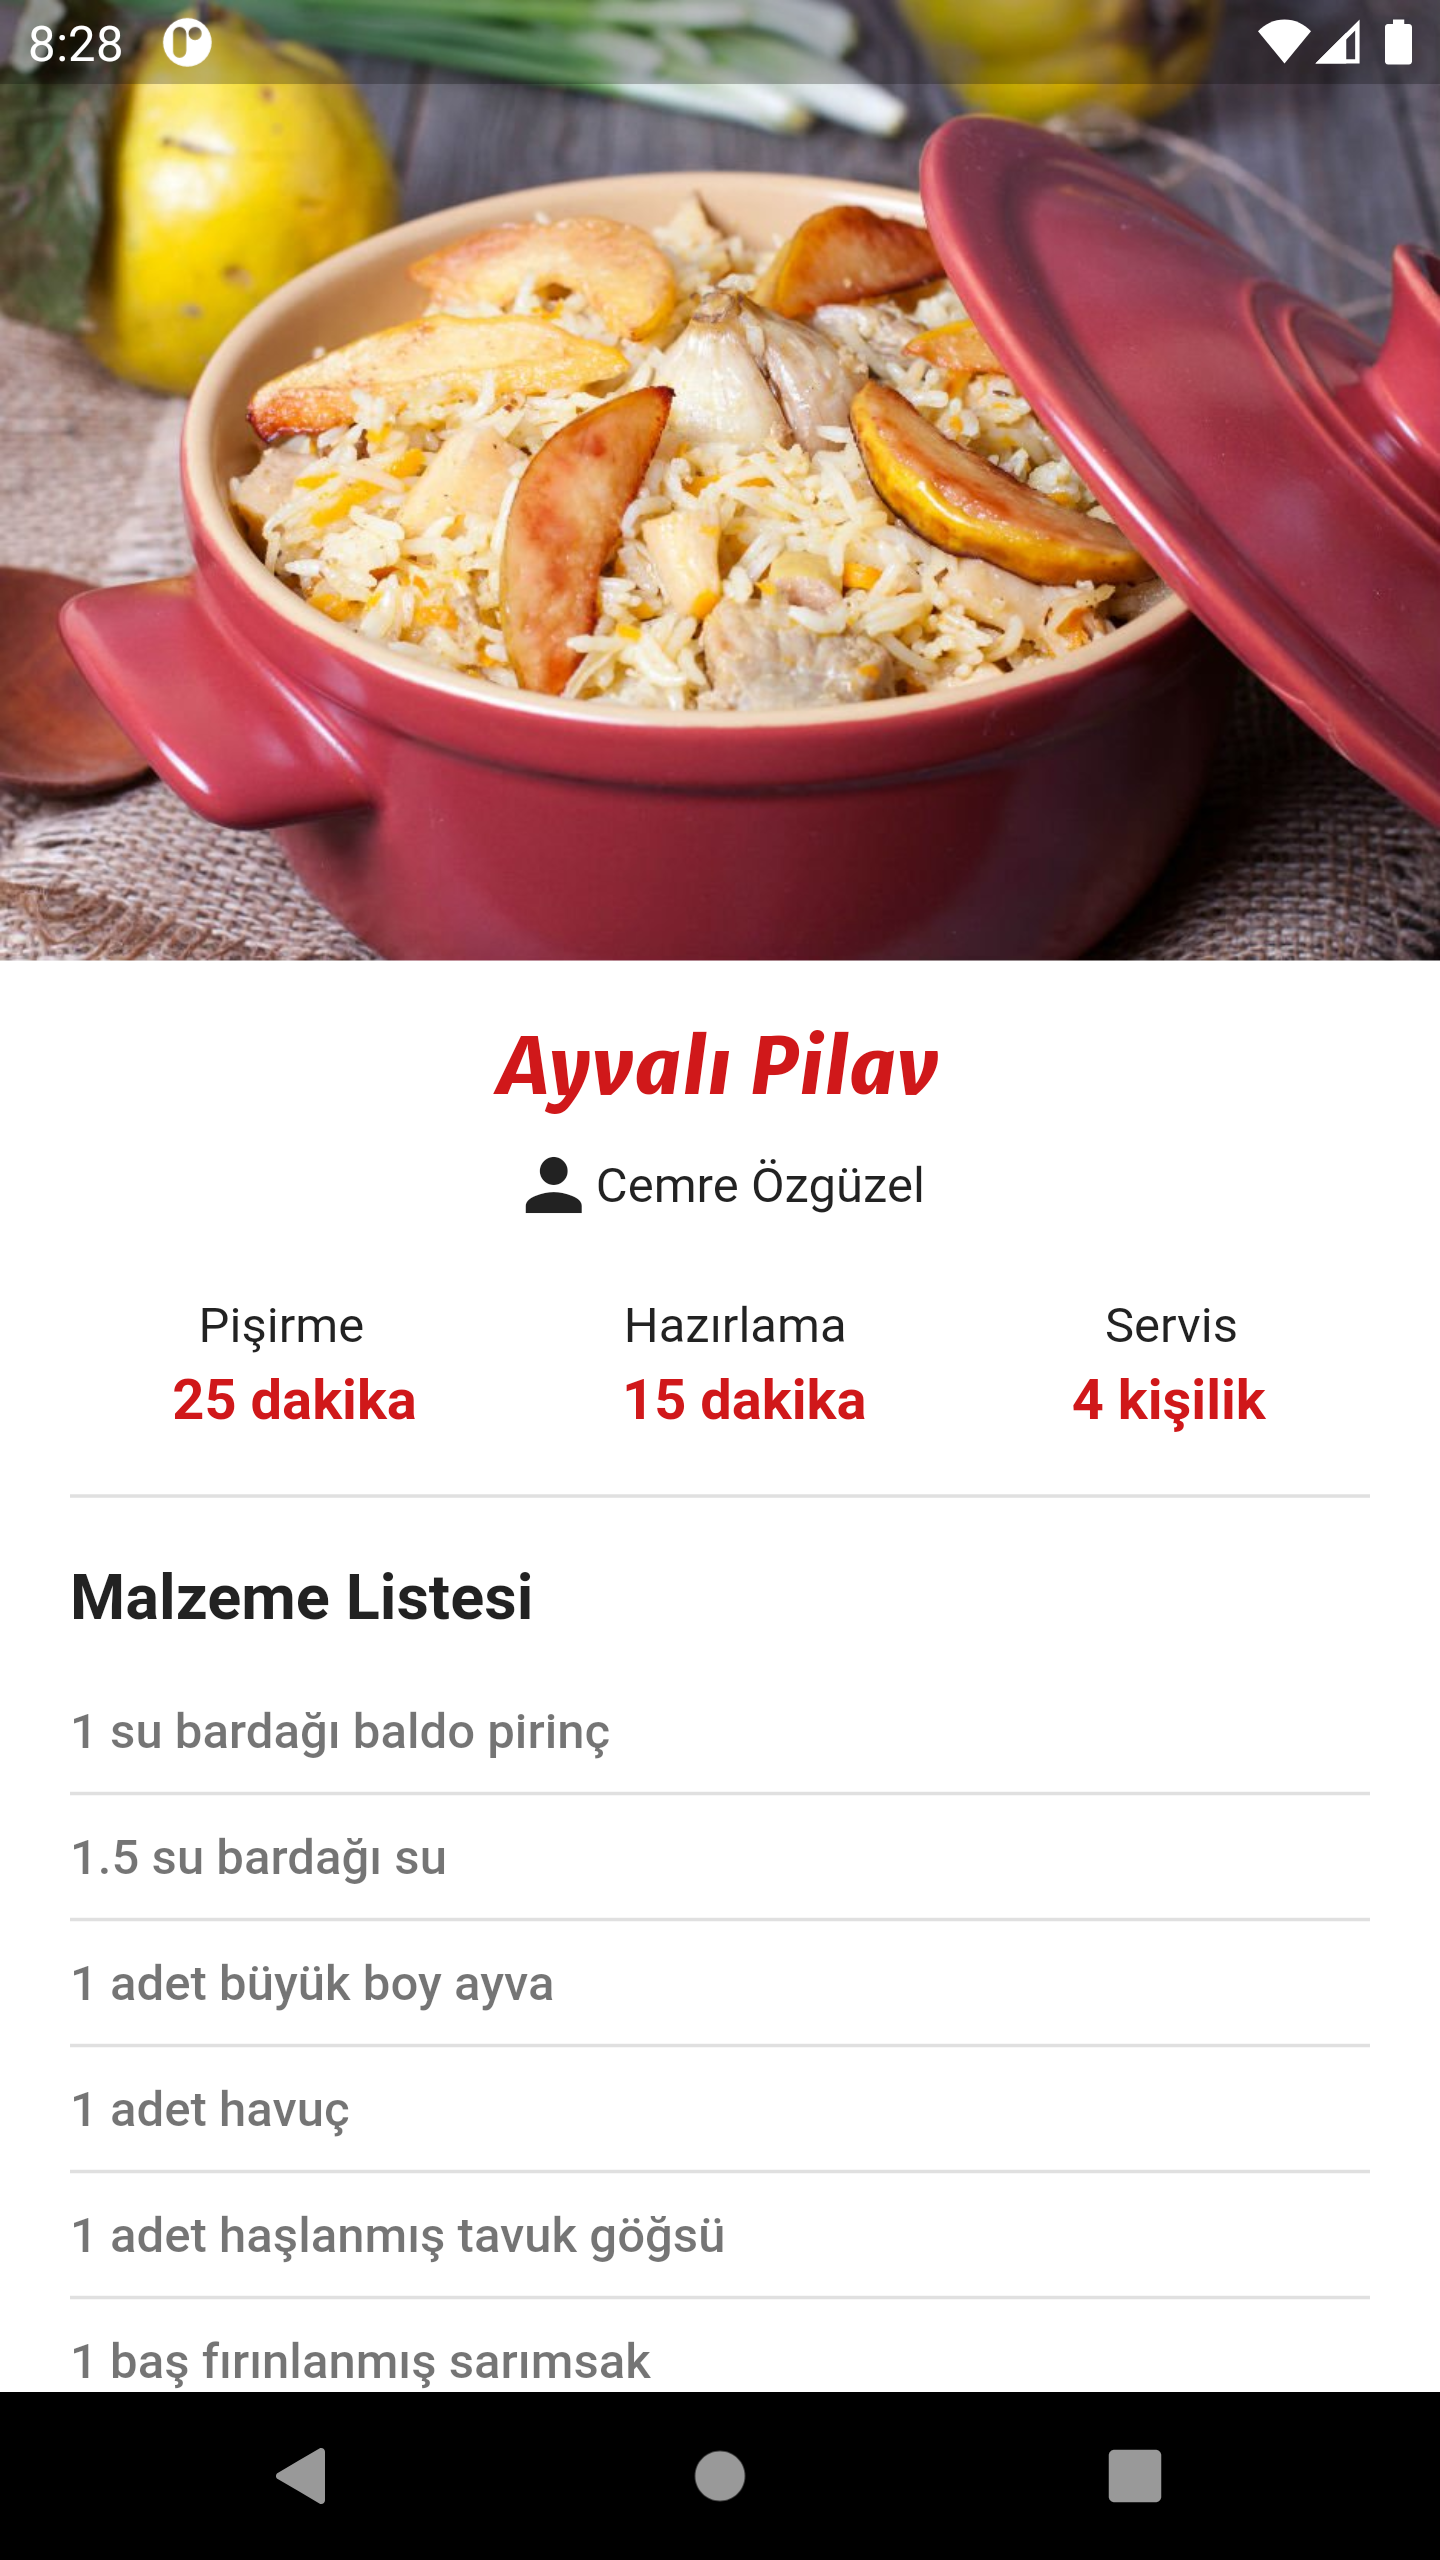 8:28
Ayvalı Pilav
Cemre Özgüzel
Pişirme Hazırlama Servis
25 dakika 15 dakika 4 kişilik
Malzeme Listesi
1 su bardağı baldo pirinç
1.5 su bardağı su
1 adet büyük boy ayva
1 adet havuç
1 adet haşlanmış tavuk göğsü
1 baş fırınlanmış sarımsak